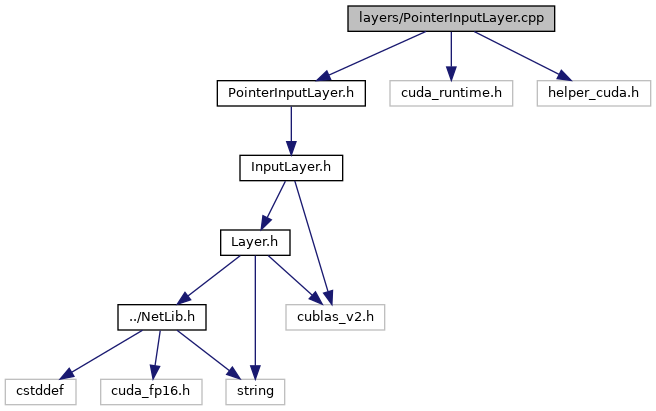 layers/PointerInputLayer.cpp
PointerInputLayer.h
cuda_runtime.h
helper_cuda.h
InputLayer.h
Layer.h
../NetLib.h
cublas_v2.h
cstddef
cuda_fp16.h
string